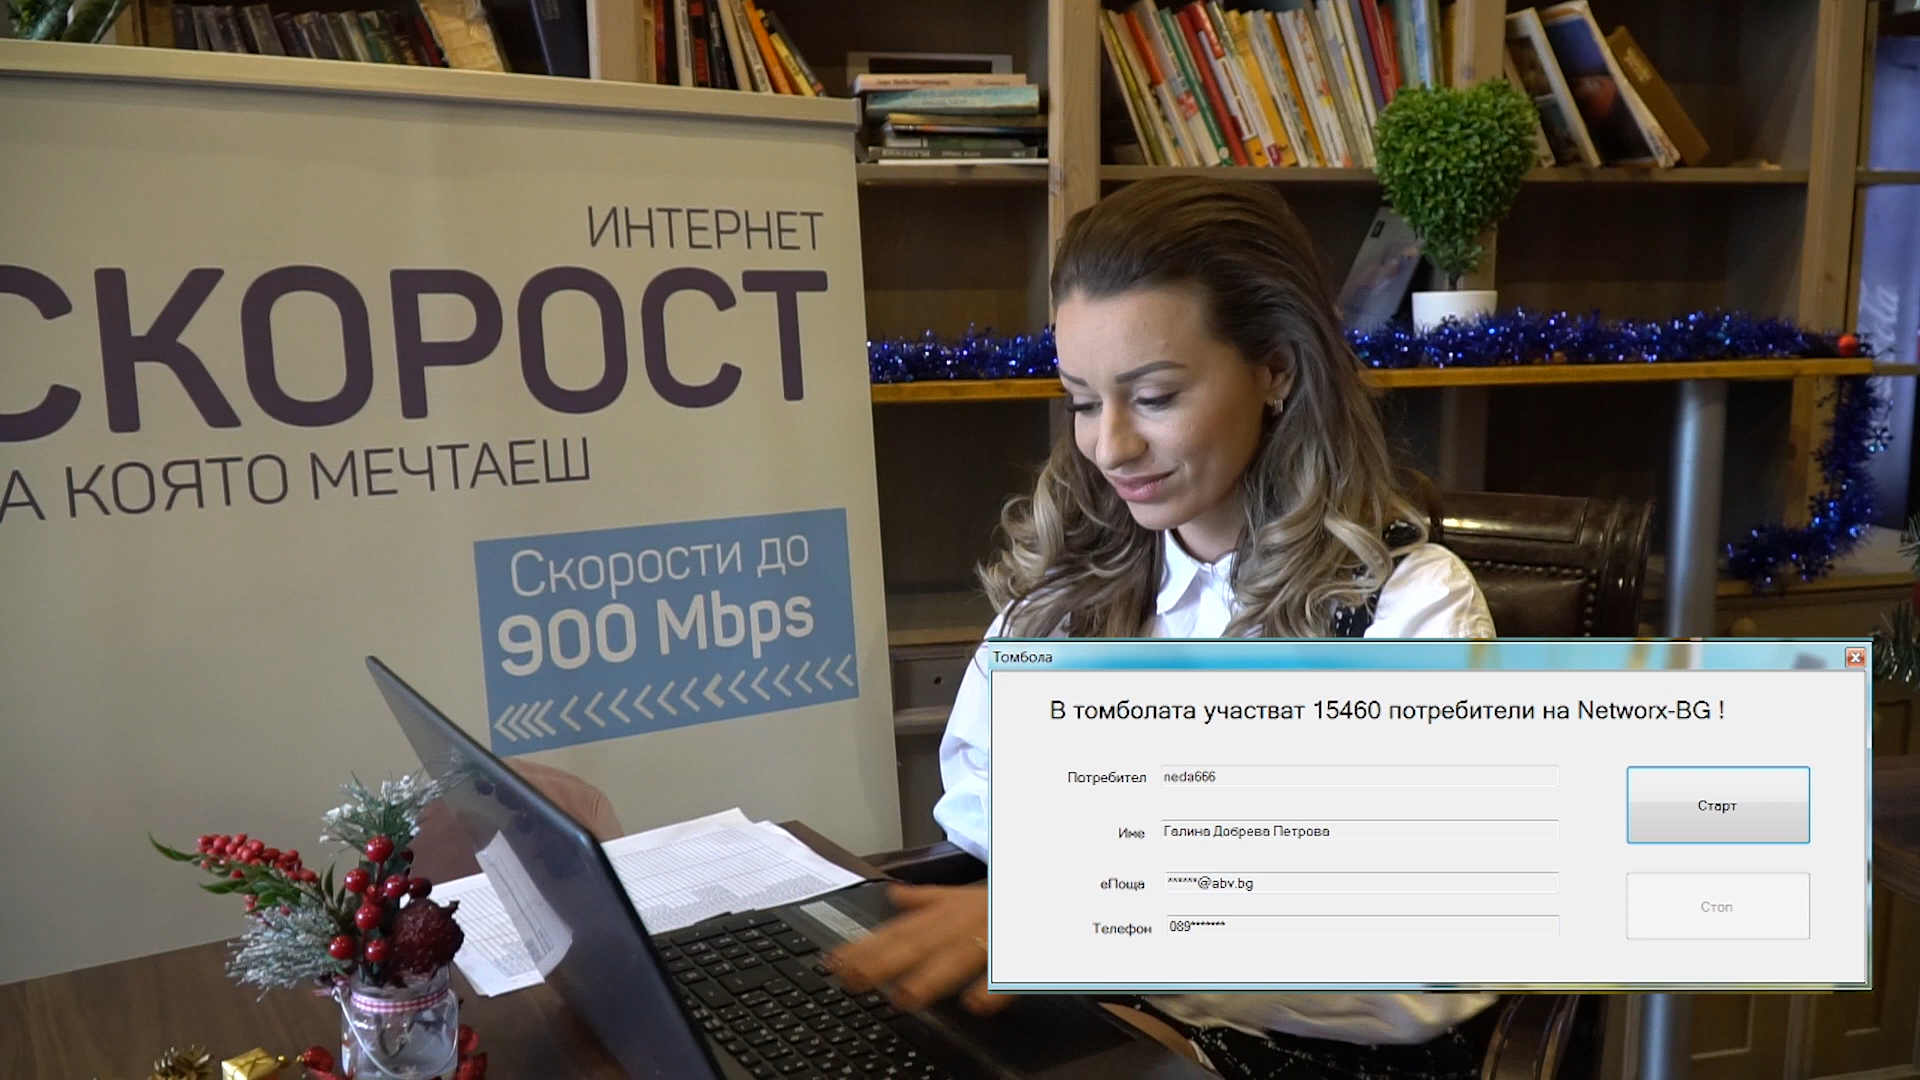 ИНТЕРНЕТ
СКОРОСТ
А КОЯТО МЕЧТАЕШ
Скорости до
900 Mbps
Томбола
В томболата участват 15460 потребители на Networx-BG !
Потребител neda666
Име Галина Добрева Петрова
еПоща ******@abv.bg
Телефон 089*******
Старт
Стоп